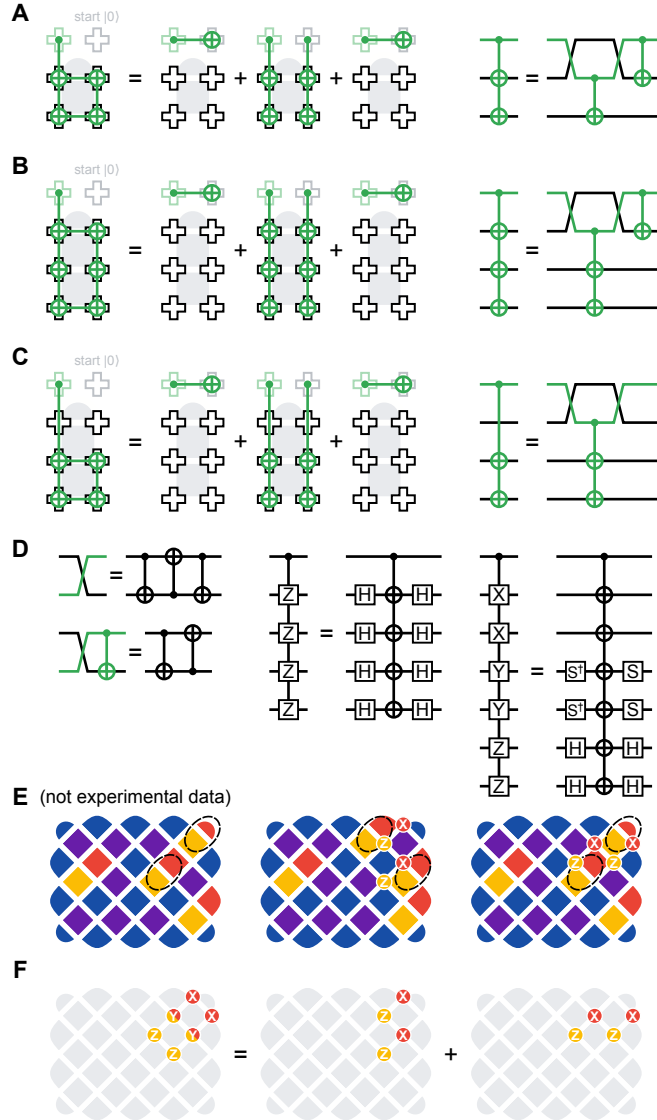 A
start |0⟩
= + +
=
B
start |0⟩
= + +
=
C
start |0⟩
= + +
=
D
=
=
Z Z Z Z = H H H H H H H H
X X Y Y Z Z = S† S S† S H H H H
E (not experimental data)
X Z X Z
X X Z Z
F
X Y X Z Y Z = X Z X Z + X X Z Z